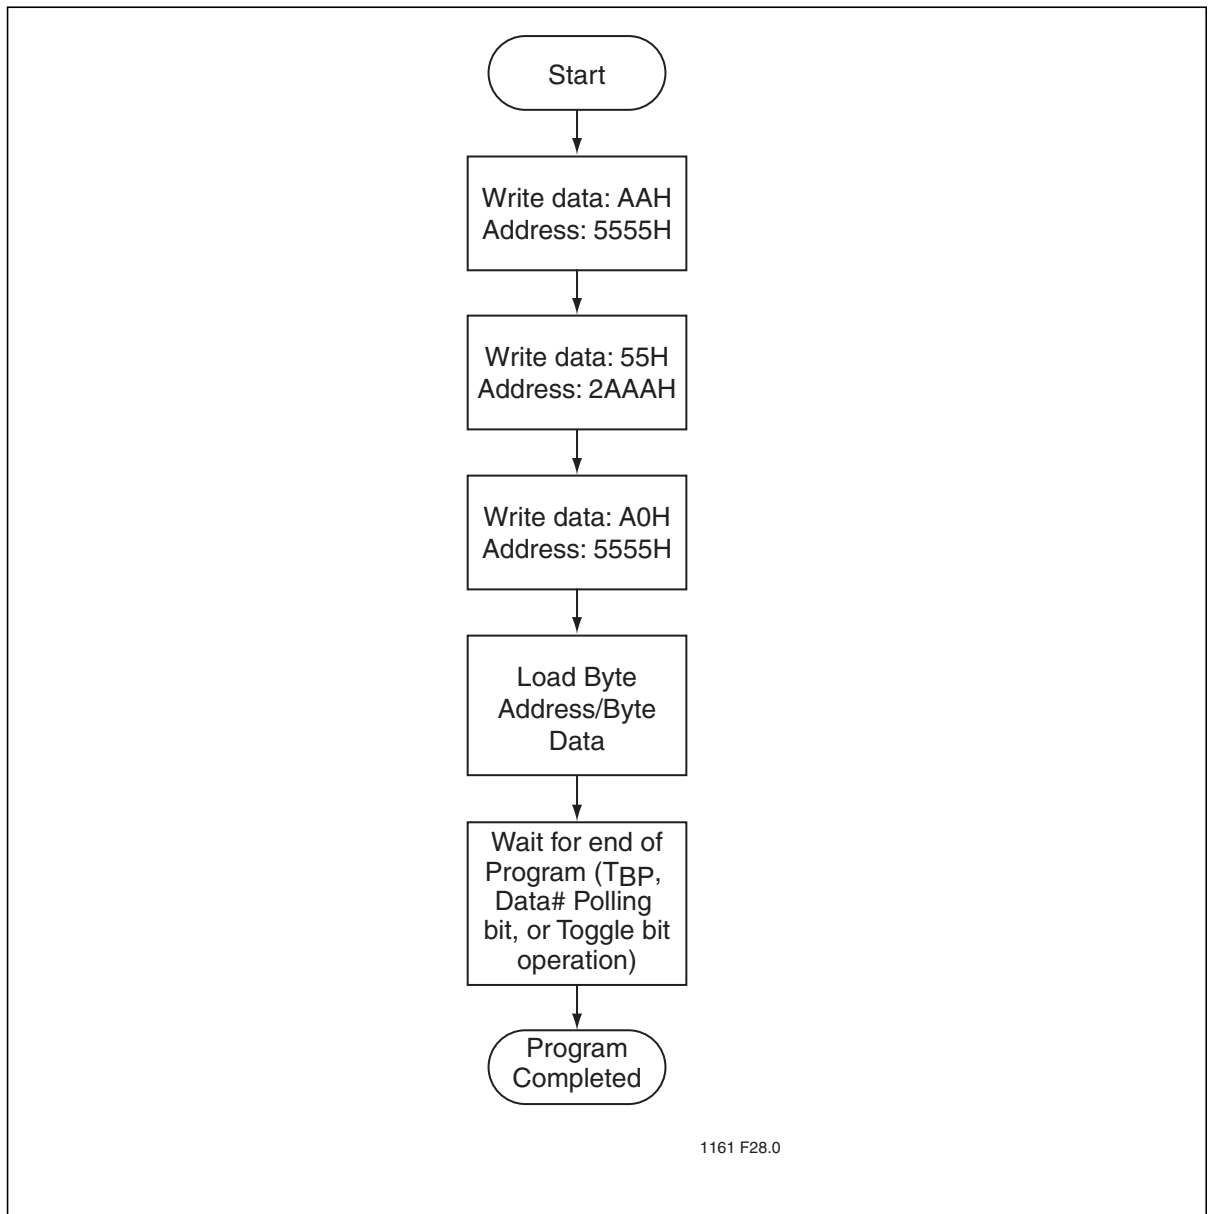 Start
Write data: AAH
Address: 5555H
Write data: 55H
Address: 2AAAH
Write data: A0H
Address: 5555H
Load Byte
Address/Byte
Data
Wait for end of
Program (TBP,
Data# Polling
bit, or Toggle bit
operation)
Program
Completed
1161 F28.0